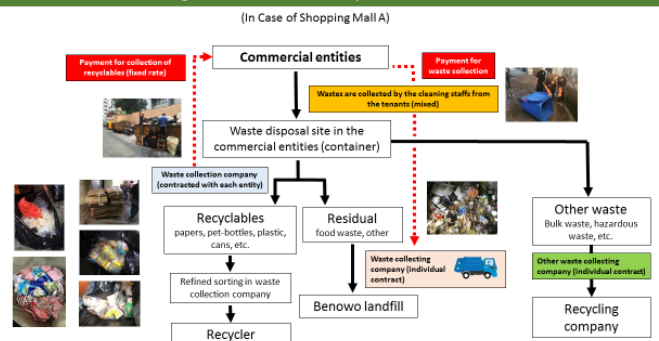 (In Case of Shopping Mall A)
Payment for collection of
recyclables (fixed rate)
Commercial entities
Payment for
waste collection
Wastes are collected by the cleaning staffs from
the tenants (mixed)
Waste disposal site in the
commercial entities (container)
Waste collection company
(contracted with each entity)
Recyclables
papers, pet-bottles, plastic,
cans, etc.
Residual
food waste, other
Other waste
Bulk waste, hazardous
waste, etc.
Waste collecting
company (individual
contract)
Other waste collecting
company (individual contract)
Refined sorting in waste
collection company
Benowo landfill
Recycling
company
Recycler